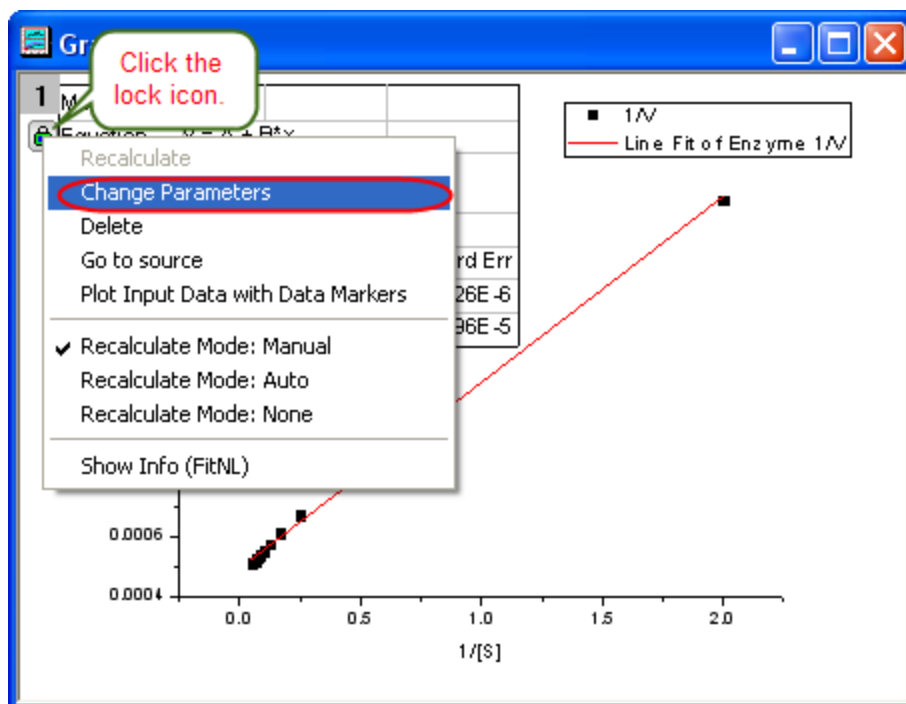 Gr
Click the
lock icon.
1
1/V
Line Fit of Enzyme 1/V
Equation y = A + B*x
Recalculate
Change Parameters
Delete
Go to source
rd Err
Plot Input Data with Data Markers
26E-6
96E-5
Recalculate Mode: Manual
Recalculate Mode: Auto
Recalculate Mode: None
Show Info (FitNL)
0.0006
0.0004
0.0 0.5 1.0 1.5 2.0
1/[S]